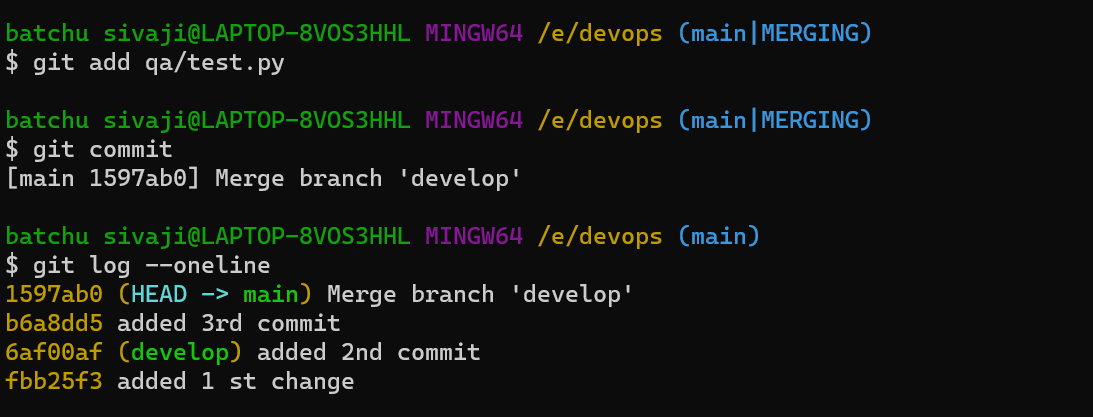 batchu sivaji@LAPTOP-8VOS3HHL MINGW64 /e/devops (main|MERGING)
$ git add qa/test.py
batchu sivaji@LAPTOP-8VOS3HHL MINGW64 /e/devops (main|MERGING)
$ git commit
[main 1597ab0] Merge branch 'develop'
batchu sivaji@LAPTOP-8VOS3HHL MINGW64 /e/devops (main)
$ git log --oneline
1597ab0 (HEAD -> main) Merge branch 'develop'
b6a8dd5 added 3rd commit
6af00af (develop) added 2nd commit
fbb25f3 added 1 st change